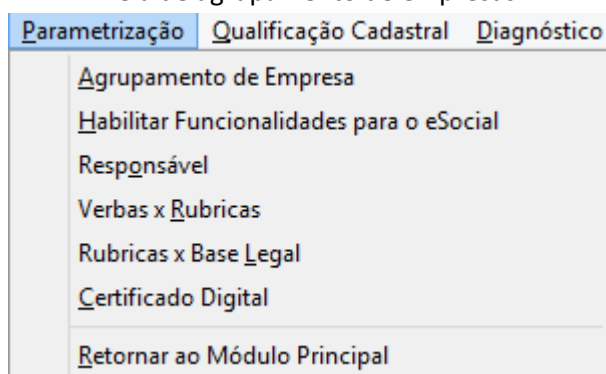 Parametrização Qualificação Cadastral Diagnóstico
Agrupamento de Empresa
Habilitar Funcionalidades para o eSocial
Responsável
Verbas x Rubricas
Rubricas x Base Legal
Certificado Digital
Retornar ao Módulo Principal